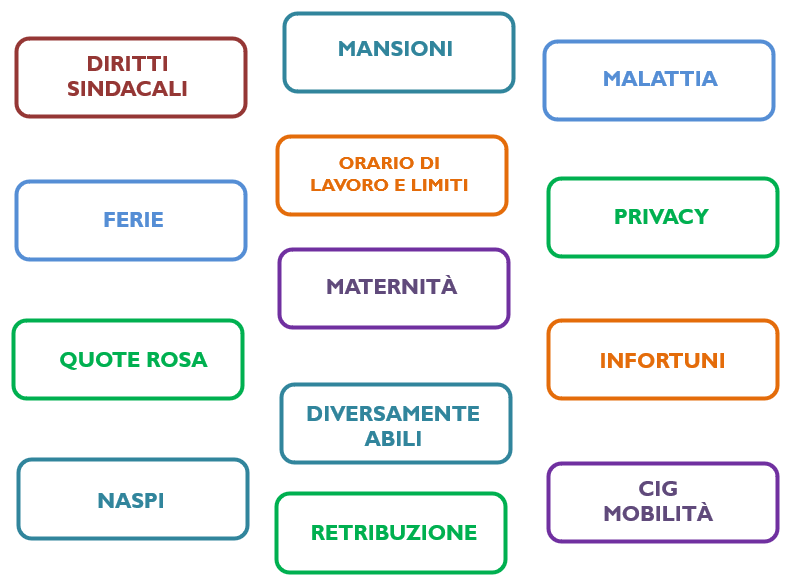 DIRITTI
SINDACALI
MANSIONI
MALATTIA
FERIE
ORARIO DI
LAVORO E LIMITI
PRIVACY
MATERNITÀ
QUOTE ROSA
INFORTUNI
DIVERSAMENTE
ABILI
NASPI
RETRIBUZIONE
CIG
MOBILITÀ